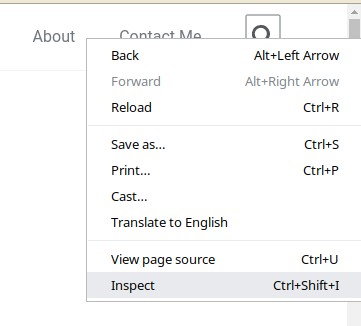 About Contact Me
Back Alt+Left Arrow
Forward Alt+Right Arrow
Reload Ctrl+R
Save as... Ctrl+S
Print... Ctrl+P
Cast...
Translate to English
View page source Ctrl+U
Inspect Ctrl+Shift+I